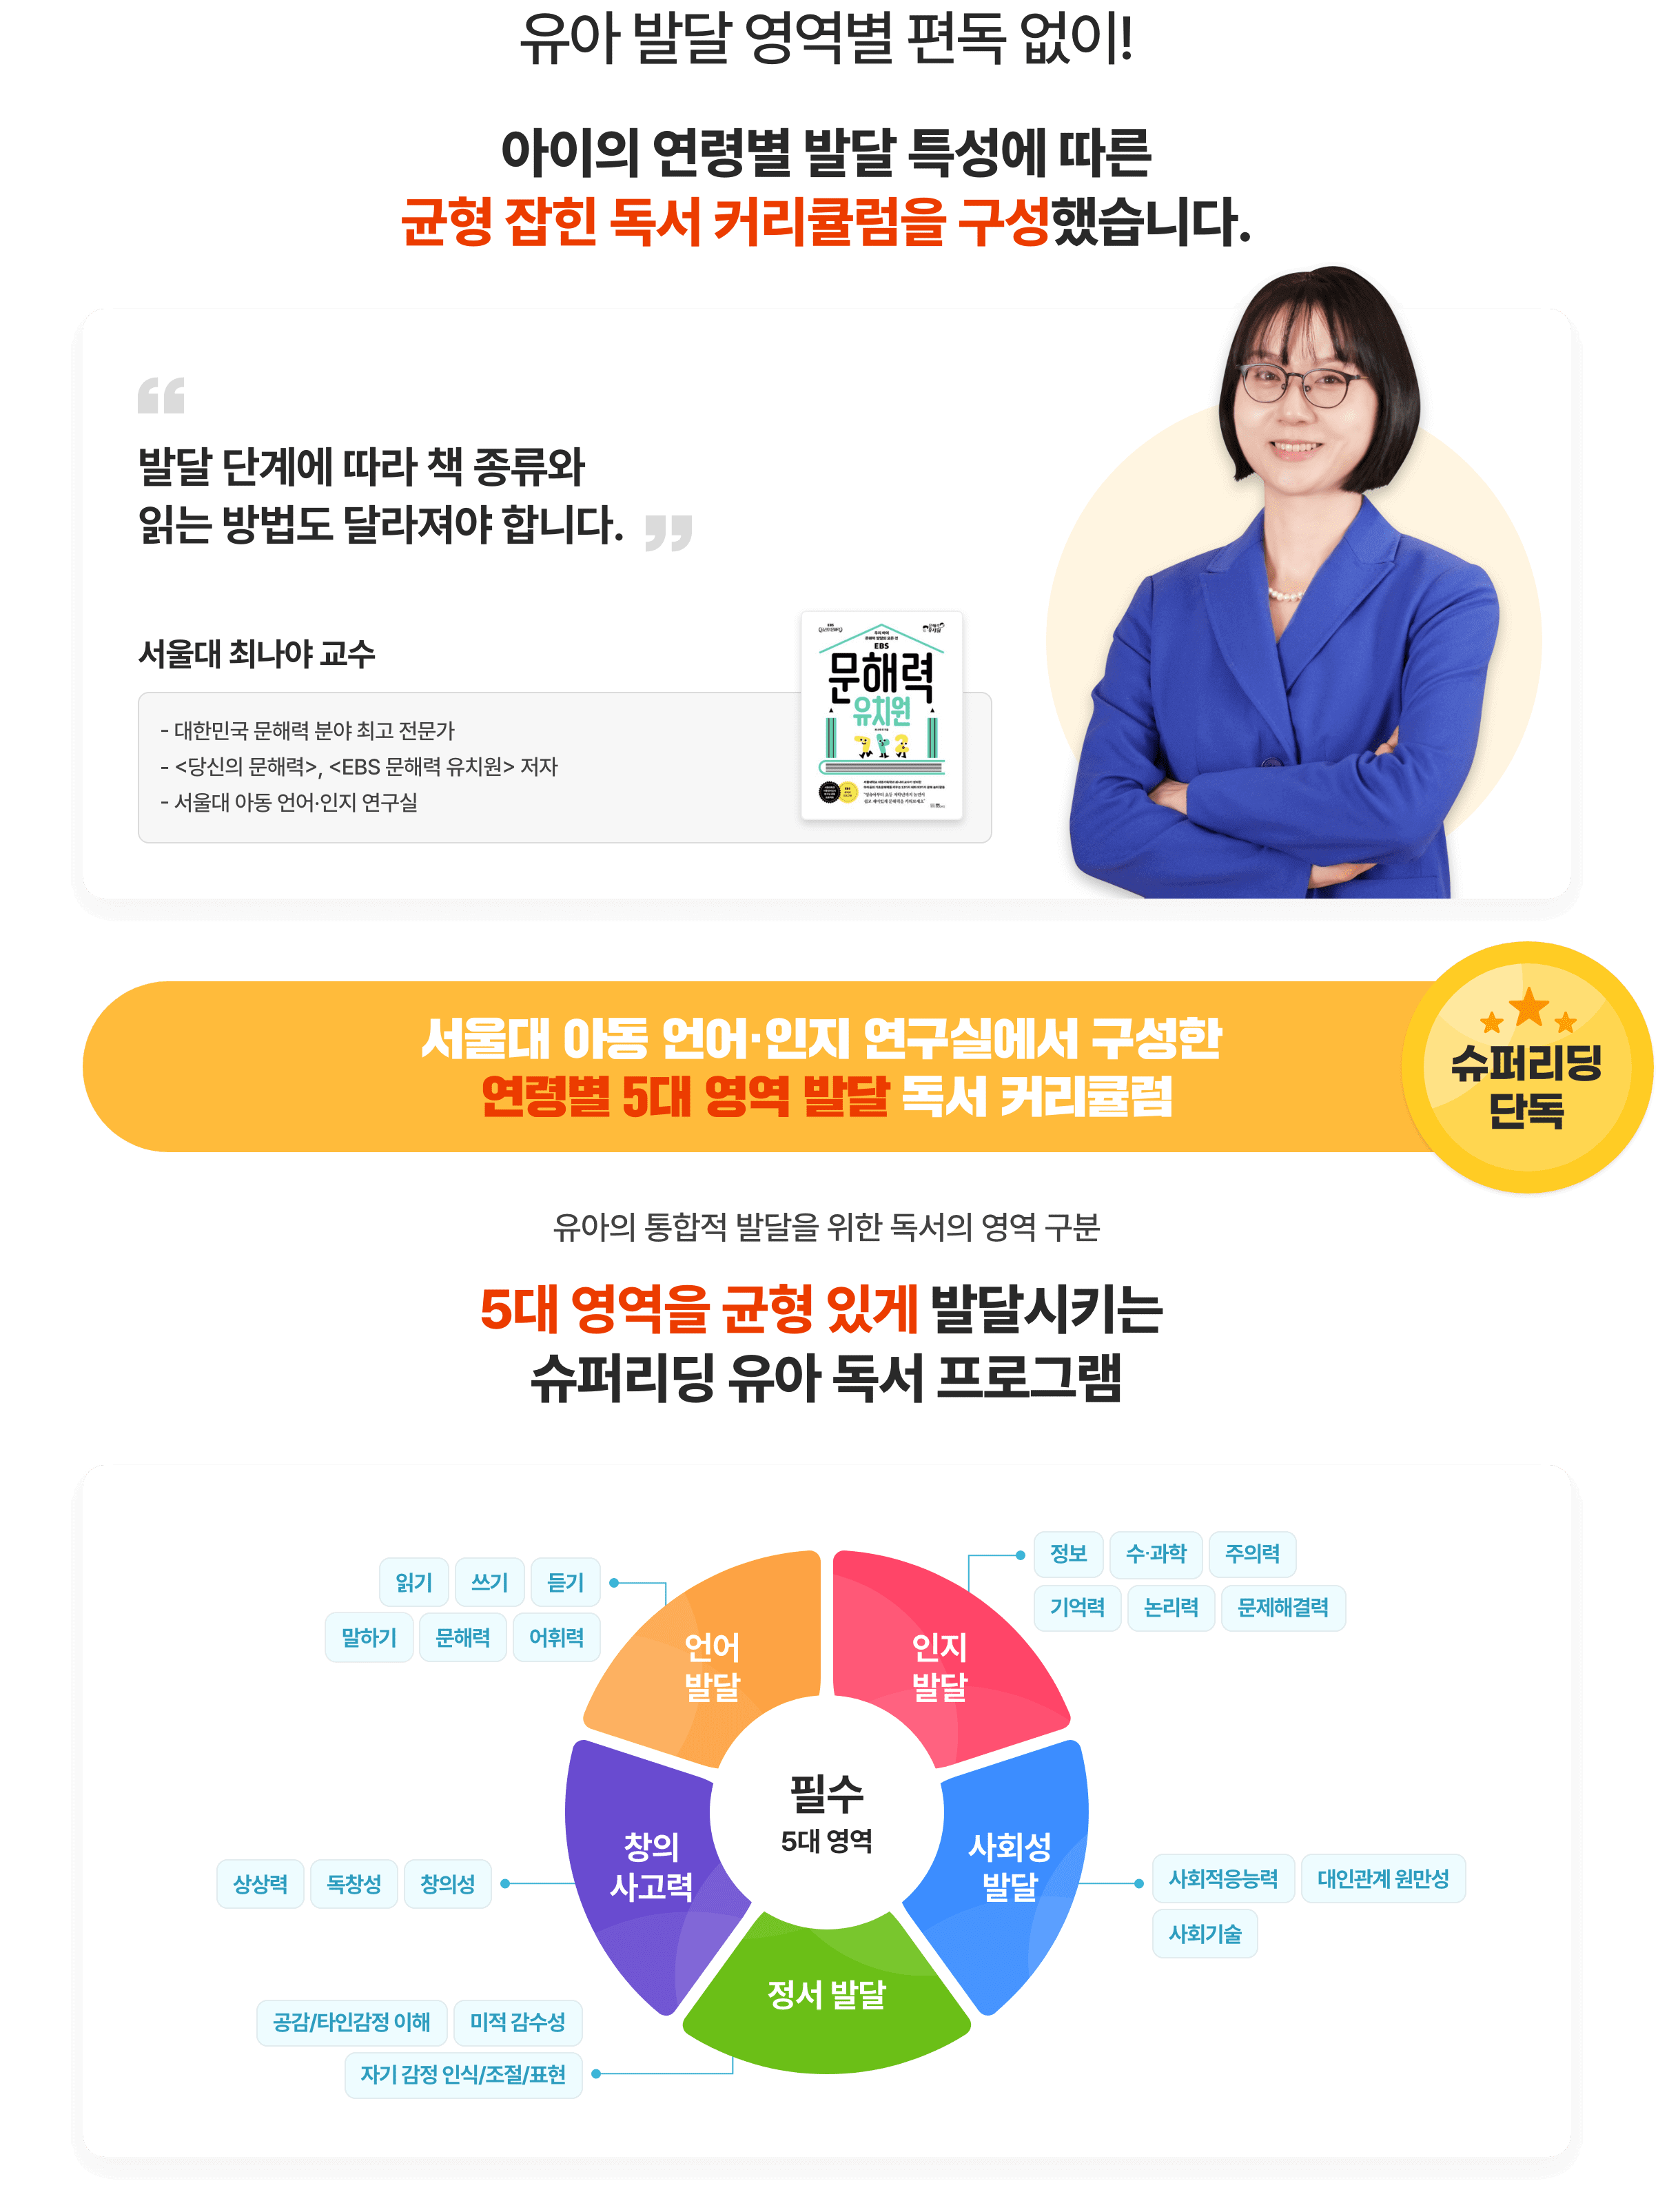 유아 발달 영역별 편독 없이!
아이의 연령별 발달 특성에 따른
균형 잡힌 독서 커리큘럼을 구성했습니다.
“
발달 단계에 따라 책 종류와
읽는 방법도 달라져야 합니다. ”
서울대 최나야 교수
- 대한민국 문해력 분야 최고 전문가
- <당신의 문해력>, <EBS 문해력 유치원> 저자
- 서울대 아동 언어·인지 연구실
EBS
문해력
유치원
서울대 아동 언어·인지 연구실에서 구성한
연령별 5대 영역 발달 독서 커리큘럼
슈퍼리딩
단독
유아의 통합적 발달을 위한 독서의 영역 구분
5대 영역을 균형 있게 발달시키는
슈퍼리딩 유아 독서 프로그램
읽기 쓰기 듣기
말하기 문해력 어휘력
언어
발달
정보 수·과학 주의력
기억력 논리력 문제해결력
인지
발달
필수
5대 영역
창의
사고력
상상력 독창성 창의성
사회성
발달
사회적응능력 대인관계 원만성
사회기술
정서 발달
공감/타인감정 이해 미적 감수성
자기 감정 인식/조절/표현